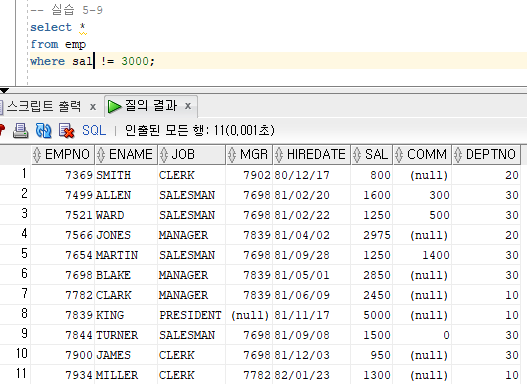 -- 실습 5-9
select *
from emp
where sal != 3000;
스크립트 출력 x 질의 결과 x
SQL | 인출된 모든 행: 11(0,001초)
EMPNO ENAME JOB MGR HIREDATE SAL COMM DEPTNO
1 7369 SMITH CLERK 7902 80/12/17 800 (null) 20
2 7499 ALLEN SALESMAN 7698 81/02/20 1600 300 30
3 7521 WARD SALESMAN 7698 81/02/22 1250 500 30
4 7566 JONES MANAGER 7839 81/04/02 2975 (null) 20
5 7654 MARTIN SALESMAN 7698 81/09/28 1250 1400 30
6 7698 BLAKE MANAGER 7839 81/05/01 2850 (null) 30
7 7782 CLARK MANAGER 7839 81/06/09 2450 (null) 10
8 7839 KING PRESIDENT (null) 81/11/17 5000 (null) 10
9 7844 TURNER SALESMAN 7698 81/09/08 1500 0 30
10 7900 JAMES CLERK 7698 81/12/03 950 (null) 30
11 7934 MILLER CLERK 7782 82/01/23 1300 (null) 10